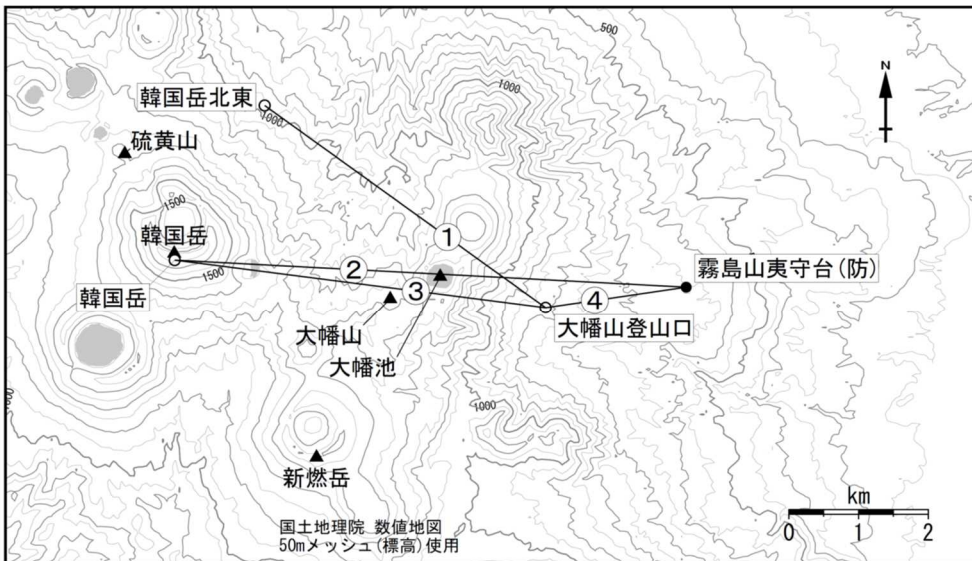 500
N
韓国岳北東
1000
1000
硫黄山
1500
韓国岳
①
霧島山夷守台(防)
②
1500
③
④
韓国岳
大幡山登山口
大幡山
大幡池
1000
新燃岳
km
国土地理院 数値地図
50mメッシュ(標高)使用
0 1 2